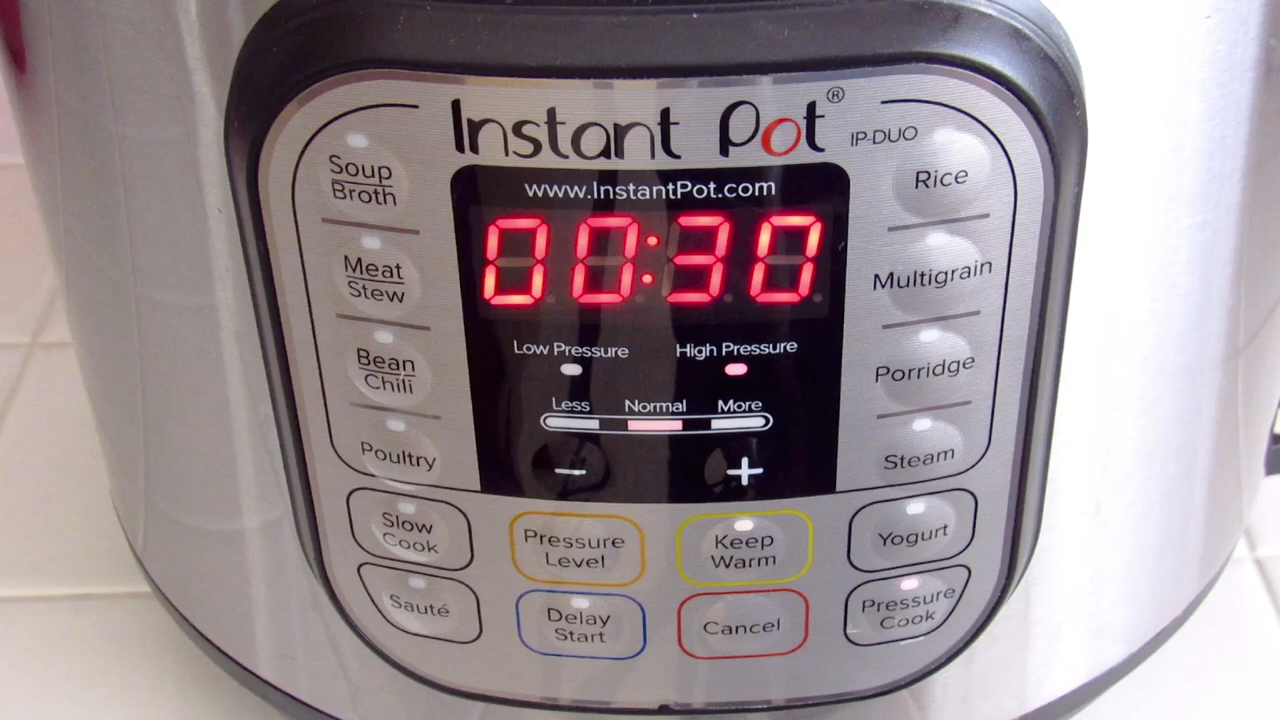 Instant Pot® IP-DUO
www.InstantPot.com
00:30
Low Pressure High Pressure
Less Normal More
− +
Soup
Broth
Meat
Stew
Bean
Chili
Poultry
Rice
Multigrain
Porridge
Steam
Slow
Cook
Pressure
Level
Keep
Warm
Yogurt
Sauté
Delay
Start
Cancel
Pressure
Cook